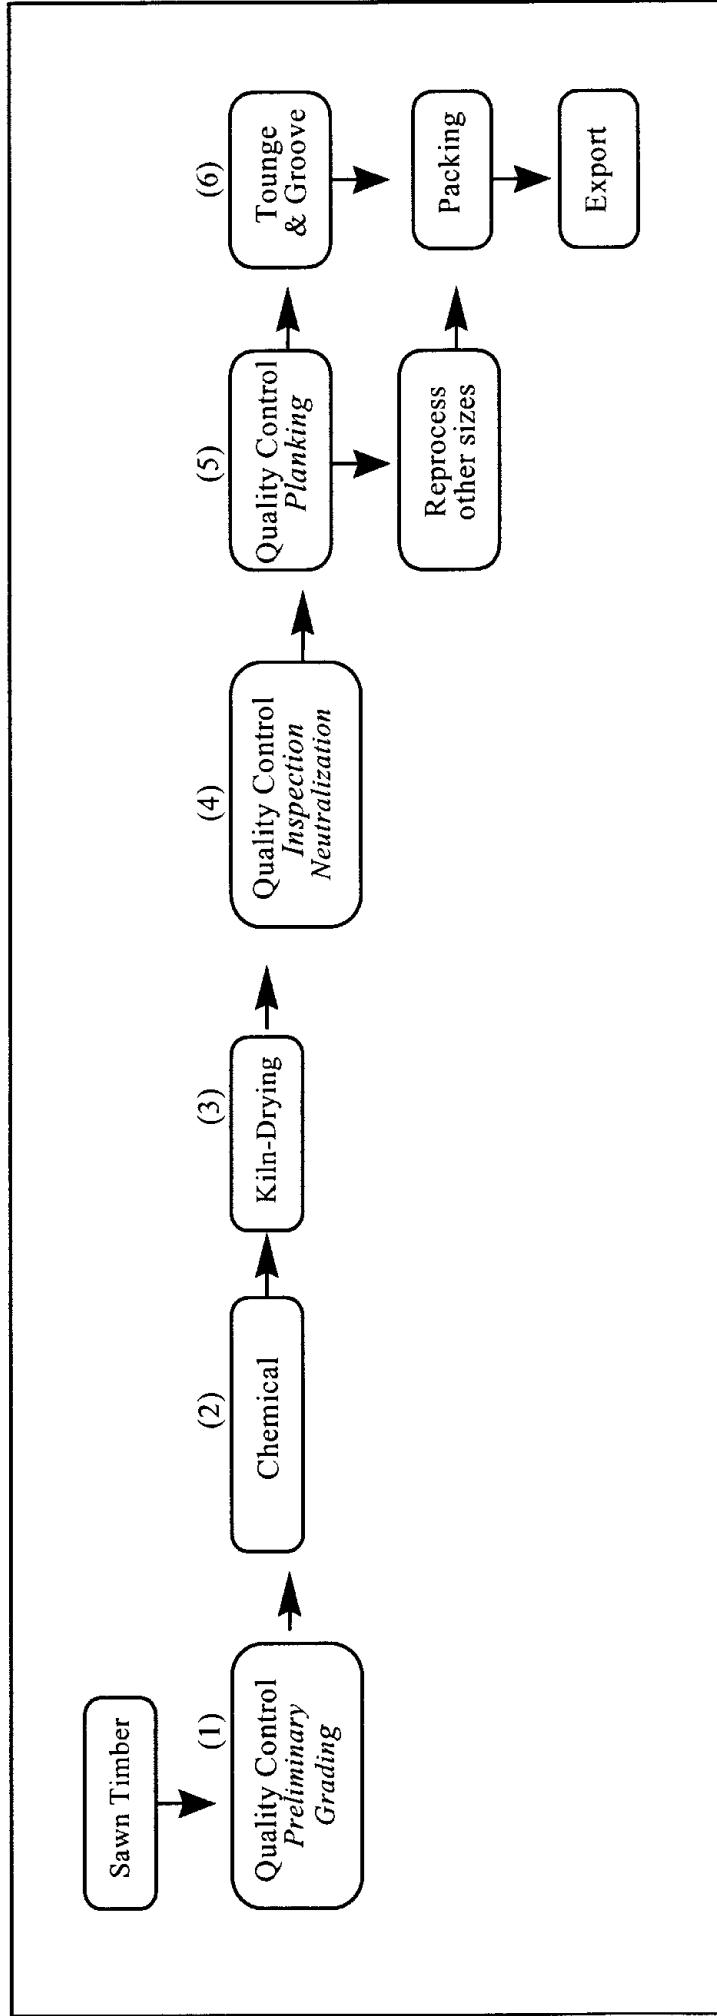 Sawn Timber
(1)
Quality Control
Preliminary
Grading
(2)
Chemical
(3)
Kiln-Drying
(4)
Quality Control
Inspection
Neutralization
(5)
Quality Control
Planking
Reprocess
other sizes
(6)
Tounge
& Groove
Packing
Export